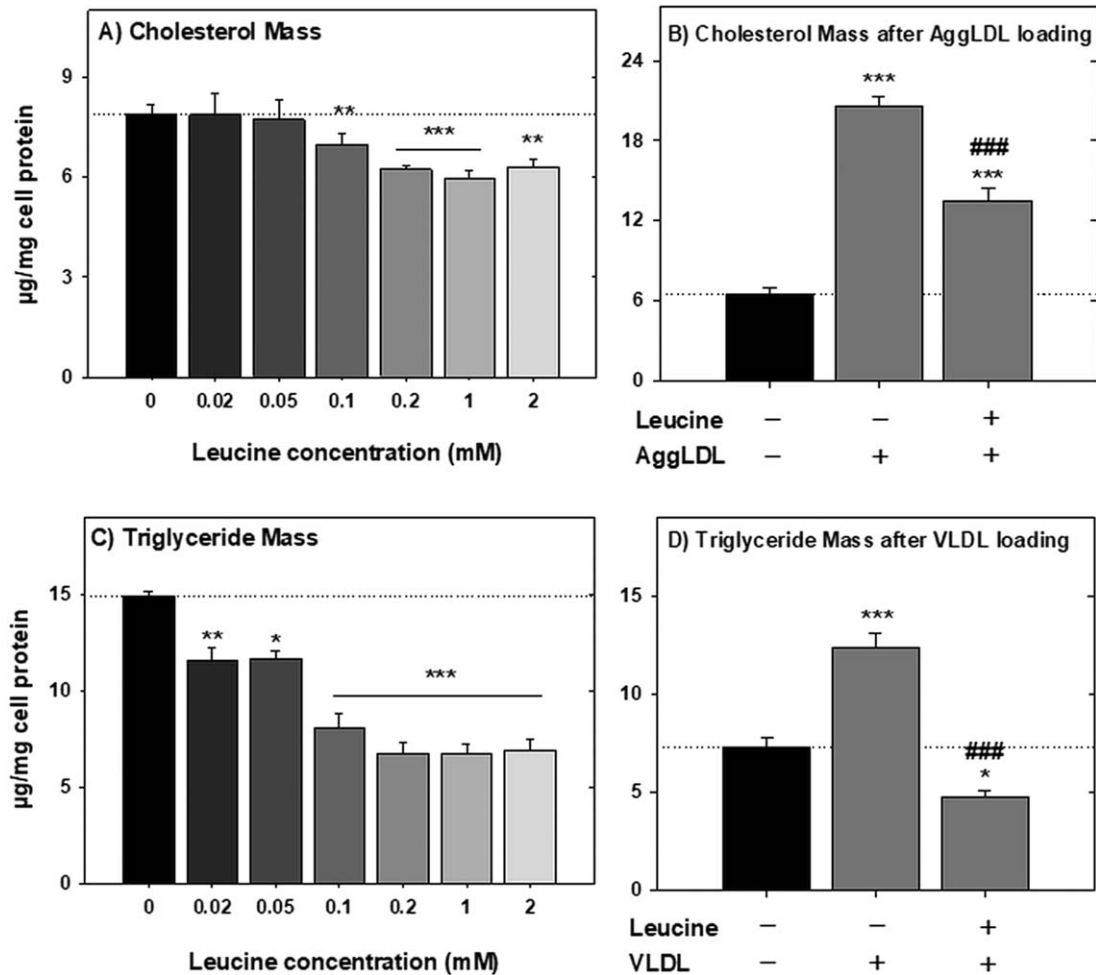 A) Cholesterol Mass
µg/mg cell protein
9
6
3
0
**
***
**
0 0.02 0.05 0.1 0.2 1 2
Leucine concentration (mM)
B) Cholesterol Mass after AggLDL loading
24
18
12
6
0
***
###
***
Leucine − − +
AggLDL − + +
C) Triglyceride Mass
µg/mg cell protein
15
10
5
0
**
*
***
0 0.02 0.05 0.1 0.2 1 2
Leucine concentration (mM)
D) Triglyceride Mass after VLDL loading
15
10
5
0
***
###
*
Leucine − − +
VLDL − + +